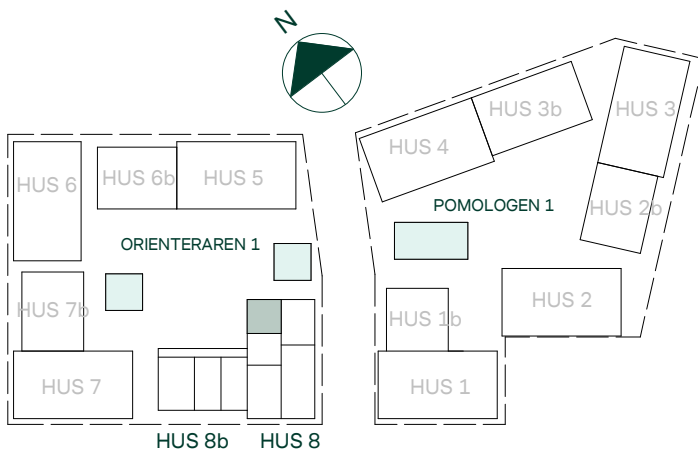 N
HUS 3b
HUS 3
HUS 4
HUS 6
HUS 6b
HUS 5
POMOLOGEN 1
HUS 2b
ORIENTERAREN 1
HUS 7b
HUS 2
HUS 1b
HUS 7
HUS 1
HUS 8b
HUS 8